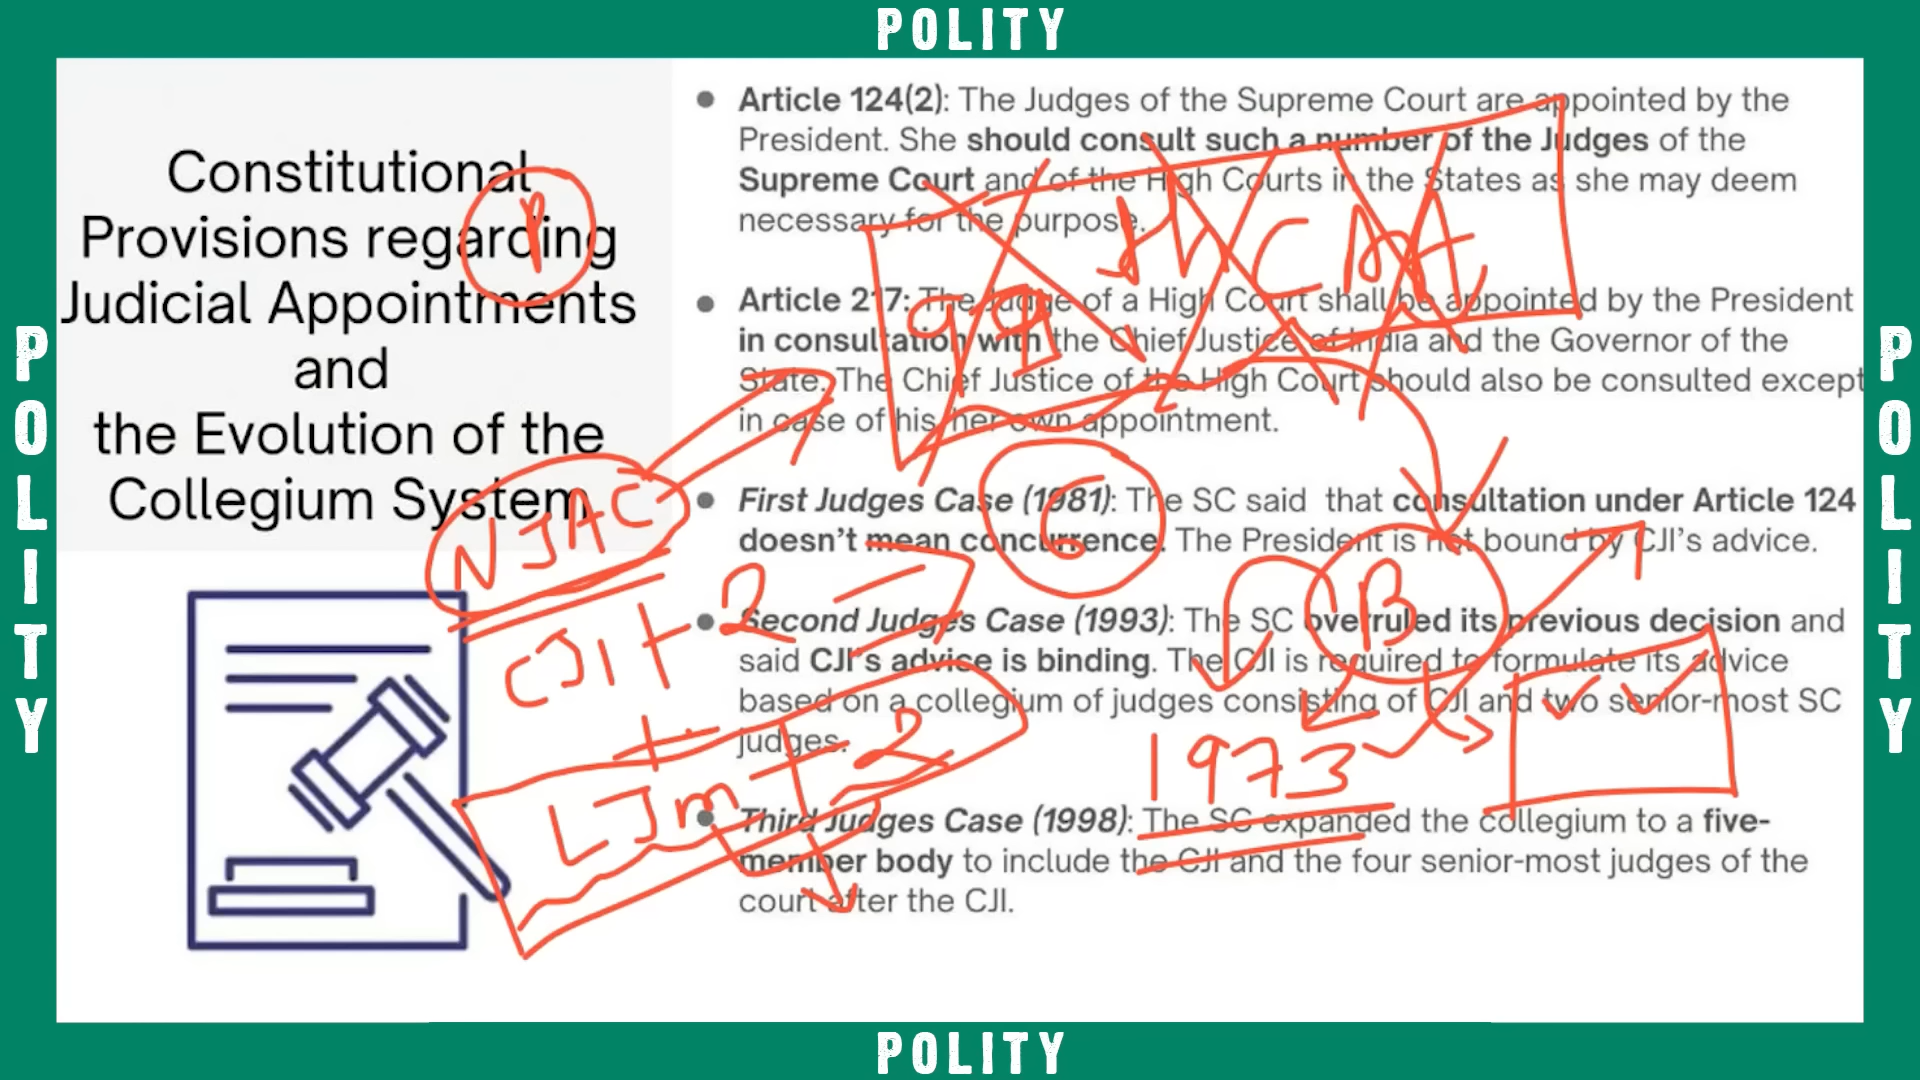 POLITY
Constitutional
Provisions regarding
Judicial Appointments
and
the Evolution of the
Collegium System
Article 124(2): The Judges of the Supreme Court are appointed by the
President. She should consult such a number of the Judges of the
Supreme Court and of the High Courts in the States as she may deem
necessary for the purpose.
Article 217: The Judge of a High Court shall be appointed by the President
in consultation with the Chief Justice of India and the Governor of the
State. The Chief Justice of the High Court should also be consulted except
in case of his/her own appointment.
First Judges Case (1981): The SC said that consultation under Article 124
doesn't mean concurrence. The President is not bound by CJI's advice.
Second Judges Case (1993): The SC overruled its previous decision and
said CJI's advice is binding. The CJI is required to formulate its advice
based on a collegium of judges consisting of CJI and two senior-most SC
judges.
Third Judges Case (1998): The SC expanded the collegium to a five-
member body to include the CJI and the four senior-most judges of the
court after the CJI.
P
99th CAA
NJAC
C
B
CJI + 2
+
LJm + 2
1973
POLITY
POLITY
POLITY